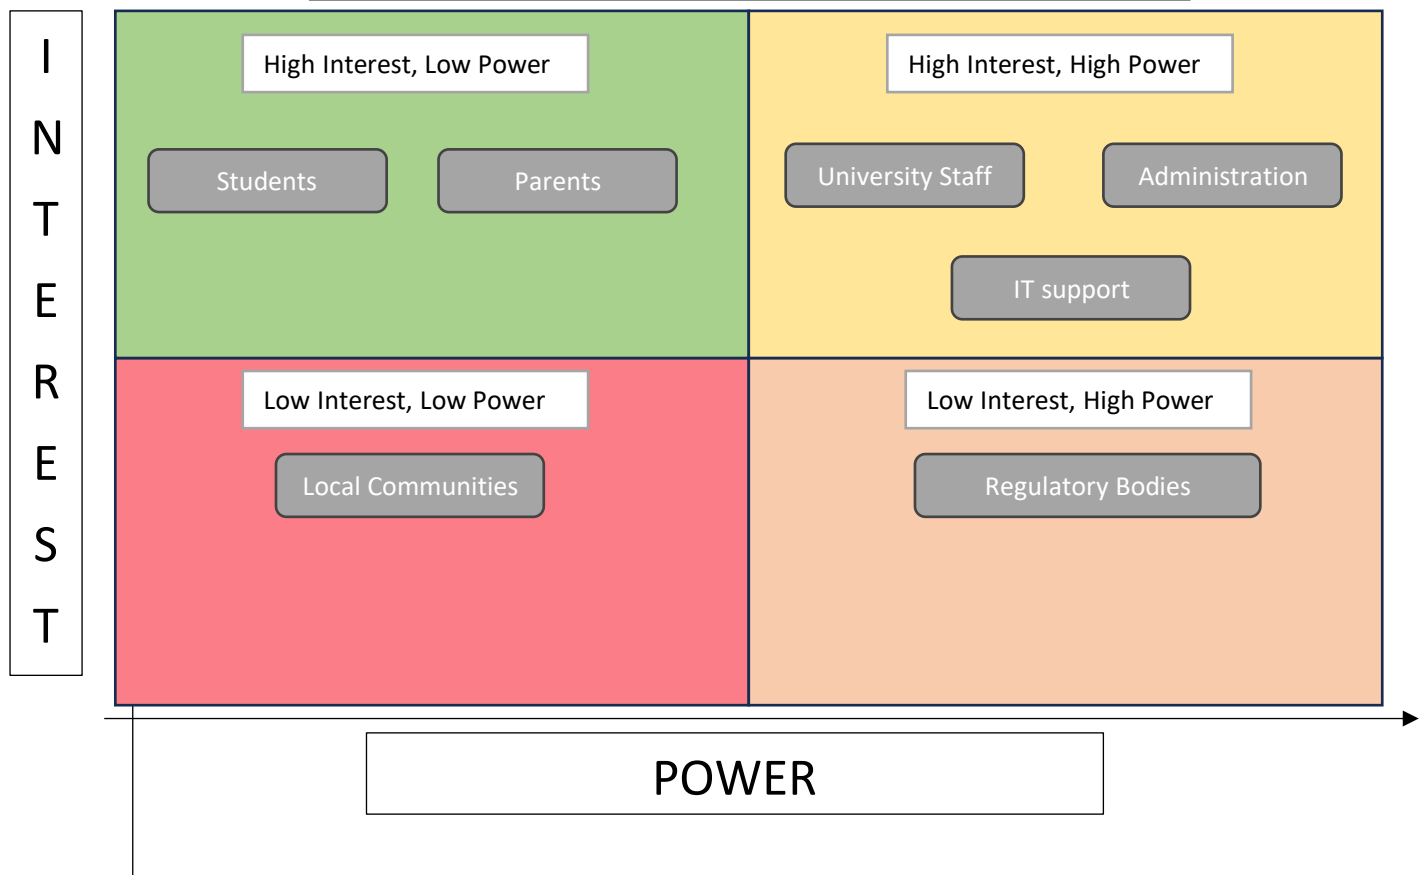 I
N
T
E
R
E
S
T
High Interest, Low Power
Students
Parents
High Interest, High Power
University Staff
Administration
IT support
Low Interest, Low Power
Local Communities
Low Interest, High Power
Regulatory Bodies
POWER